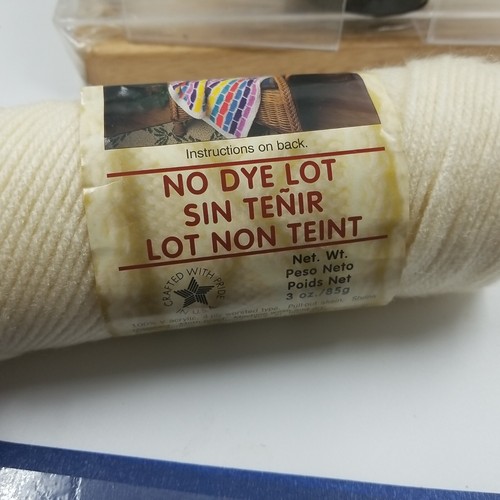 Instructions on back.
NO DYE LOT
SIN TEÑIR
LOT NON TEINT
CRAFTED WITH PRIDE
Net. Wt.
Peso Neto
Poids Net
3 oz./85g